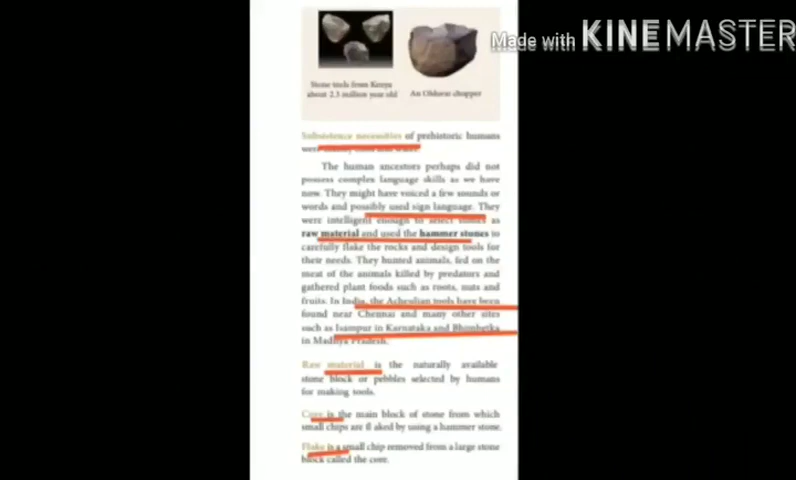 Made with KINEMASTER
Stone tools from Kenya
about 2.3 million year old
An Oldowan chopper
Subsistence necessities of prehistoric humans
were
The human ancestors perhaps did not
possess complex language skills as we have
now. They might have voiced a few sounds or
words and possibly used sign language. They
were intelligent enough to select stones as
raw material and used the hammer stones to
carefully flake the rocks and design tools for
their needs. They hunted animals, fed on the
meat of the animals killed by predators and
gathered plant foods such as roots, nuts and
fruits. In India, the Acheulian tools have been
found near Chennai and many other sites
such as Isampur in Karnataka and Bhimbetka
in Madhya Pradesh.
Raw material is the naturally available
stone block or pebbles selected by humans
for making tools.
Core is the main block of stone from which
small chips are fl aked by using a hammer stone.
Flake is a small chip removed from a large stone
block called the core.